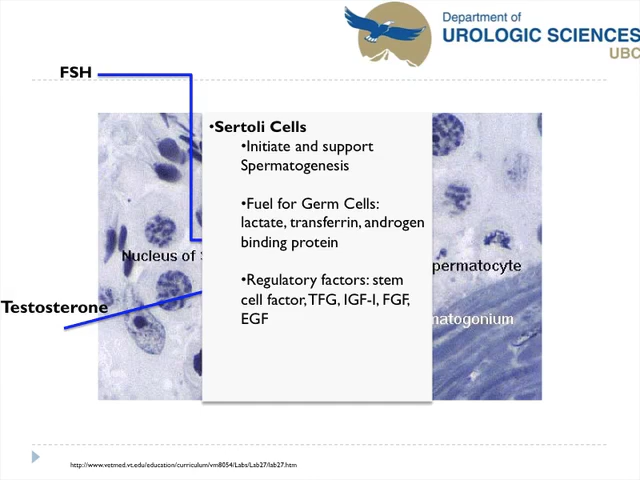 Department of
UROLOGIC SCIENCES
UBC
FSH
•Sertoli Cells
•Initiate and support
Spermatogenesis
•Fuel for Germ Cells:
lactate, transferrin, androgen
binding protein
•Regulatory factors: stem
cell factor, TFG, IGF-I, FGF,
EGF
Nucleus of S
permatocyte
Testosterone
matogonium
http://www.vetmed.vt.edu/education/curriculum/vm8054/Labs/Lab27/lab27.htm